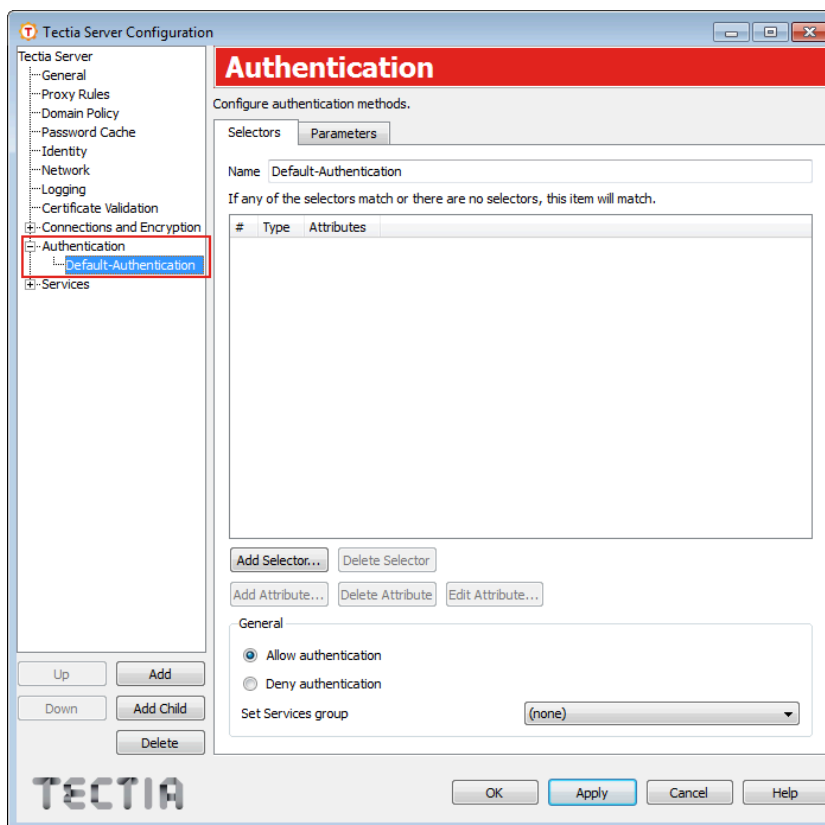 Tectia Server Configuration
Tectia Server
General
Proxy Rules
Domain Policy
Password Cache
Identity
Network
Logging
Certificate Validation
Connections and Encryption
Authentication
Default-Authentication
Services
Up
Add
Down
Add Child
Delete
TECTIA
Authentication
Configure authentication methods.
Selectors
Parameters
Name Default-Authentication
If any of the selectors match or there are no selectors, this item will match.
# Type Attributes
Add Selector... Delete Selector
Add Attribute... Delete Attribute Edit Attribute...
General
Allow authentication
Deny authentication
Set Services group (none)
OK Apply Cancel Help